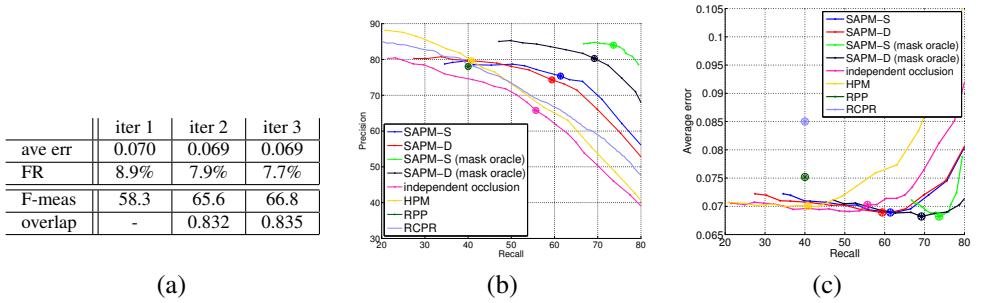 iter 1 iter 2 iter 3
ave err 0.070 0.069 0.069
FR 8.9% 7.9% 7.7%
F-meas 58.3 65.6 66.8
overlap - 0.832 0.835
(a)
90
80
70
60
50
40
30
20 30 40 50 60 70 80
Precision
Recall
SAPM−S
SAPM−D
SAPM−S (mask oracle)
SAPM−D (mask oracle)
independent occlusion
HPM
RPP
RCPR
(b)
0.105
0.1
0.095
0.09
0.085
0.08
0.075
0.07
0.065
20 30 40 50 60 70 80
Average error
Recall
SAPM−S
SAPM−D
SAPM−S (mask oracle)
SAPM−D (mask oracle)
independent occlusion
HPM
RPP
RCPR
(c)